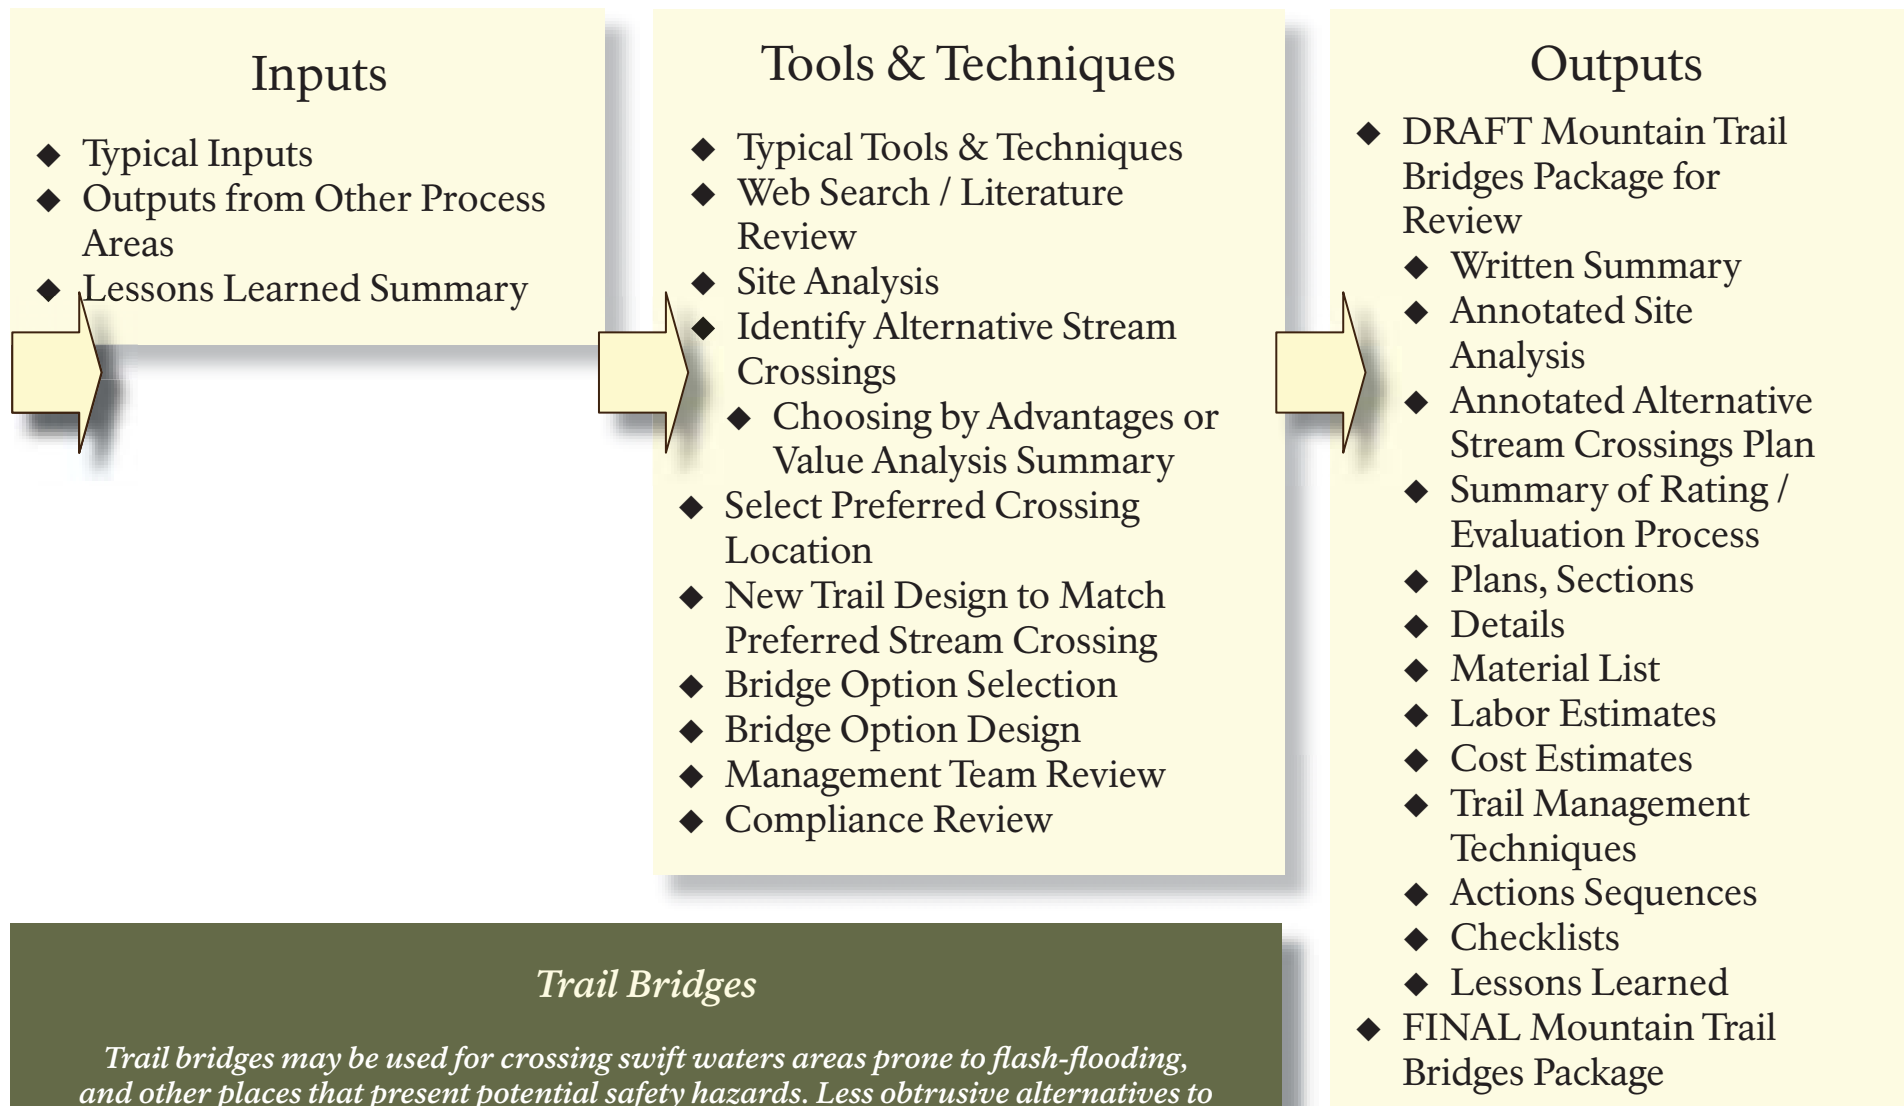 Inputs
◆ Typical Inputs
◆ Outputs from Other Process
Areas
◆ Lessons Learned Summary
Tools & Techniques
◆ Typical Tools & Techniques
◆ Web Search / Literature
Review
◆ Site Analysis
◆ Identify Alternative Stream
Crossings
◆ Choosing by Advantages or
Value Analysis Summary
◆ Select Preferred Crossing
Location
◆ New Trail Design to Match
Preferred Stream Crossing
◆ Bridge Option Selection
◆ Bridge Option Design
◆ Management Team Review
◆ Compliance Review
Outputs
◆ DRAFT Mountain Trail
Bridges Package for
Review
◆ Written Summary
◆ Annotated Site
Analysis
◆ Annotated Alternative
Stream Crossings Plan
◆ Summary of Rating /
Evaluation Process
◆ Plans, Sections
◆ Details
◆ Material List
◆ Labor Estimates
◆ Cost Estimates
◆ Trail Management
Techniques
◆ Actions Sequences
◆ Checklists
◆ Lessons Learned
◆ FINAL Mountain Trail
Bridges Package
Trail Bridges
Trail bridges may be used for crossing swift waters areas prone to flash-flooding,
and other places that present potential safety hazards. Less obtrusive alternatives to